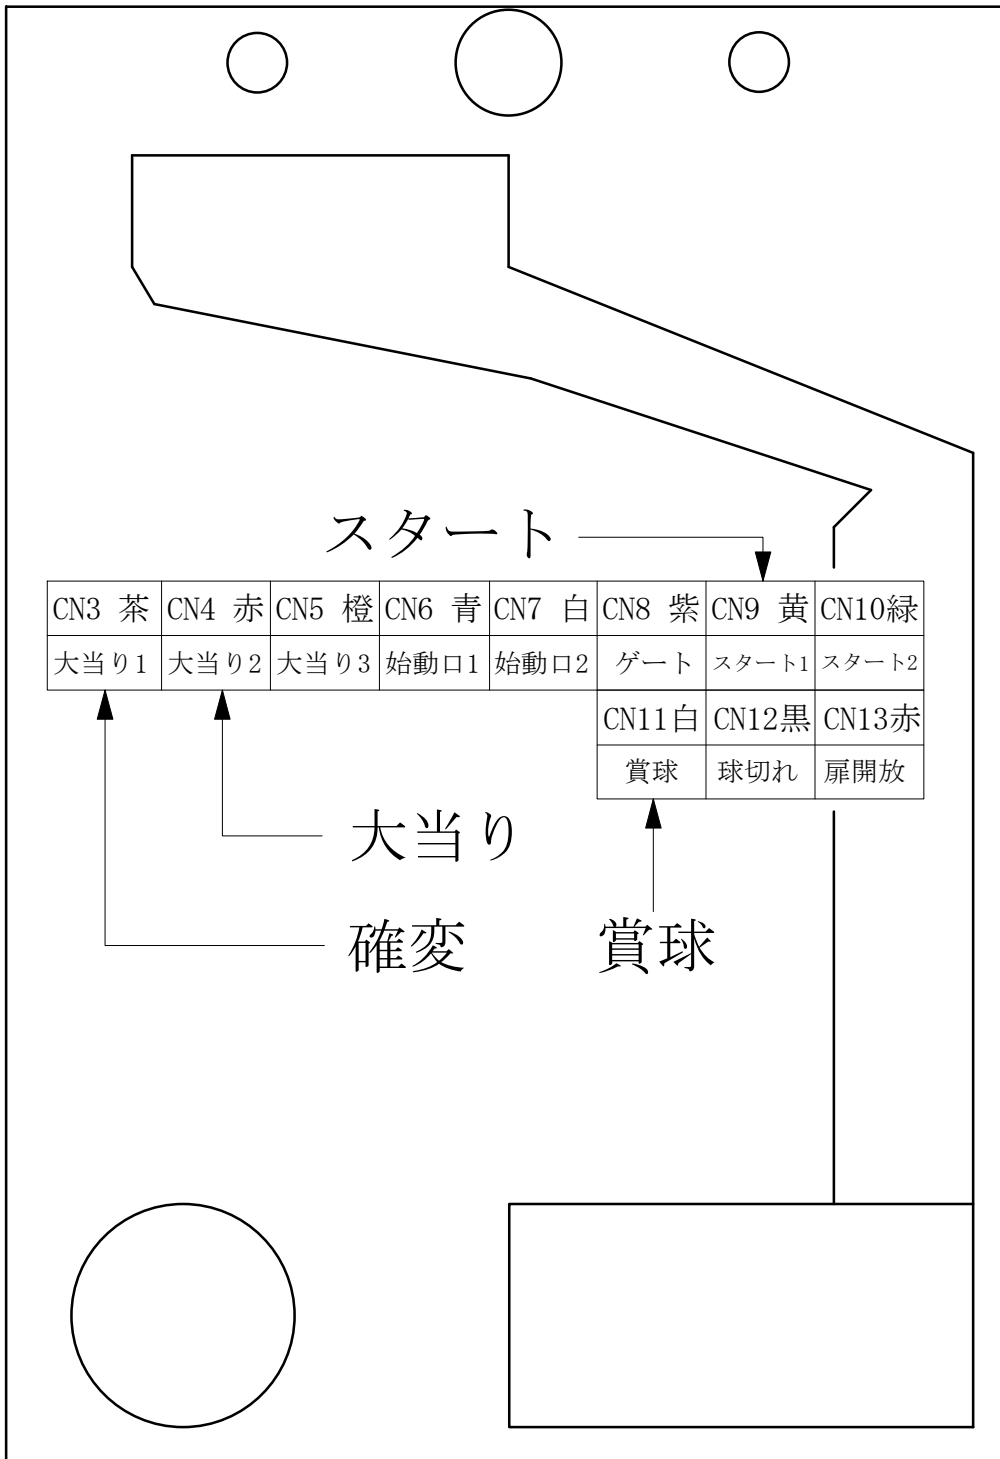 スタート
CN3 茶 CN4 赤 CN5 橙 CN6 青 CN7 白 CN8 紫 CN9 黄 CN10緑
大当り1 大当り2 大当り3 始動口1 始動口2 ゲート スタート1 スタート2
CN11白 CN12黒 CN13赤
賞球 球切れ 扉開放
大当り
確変 賞球